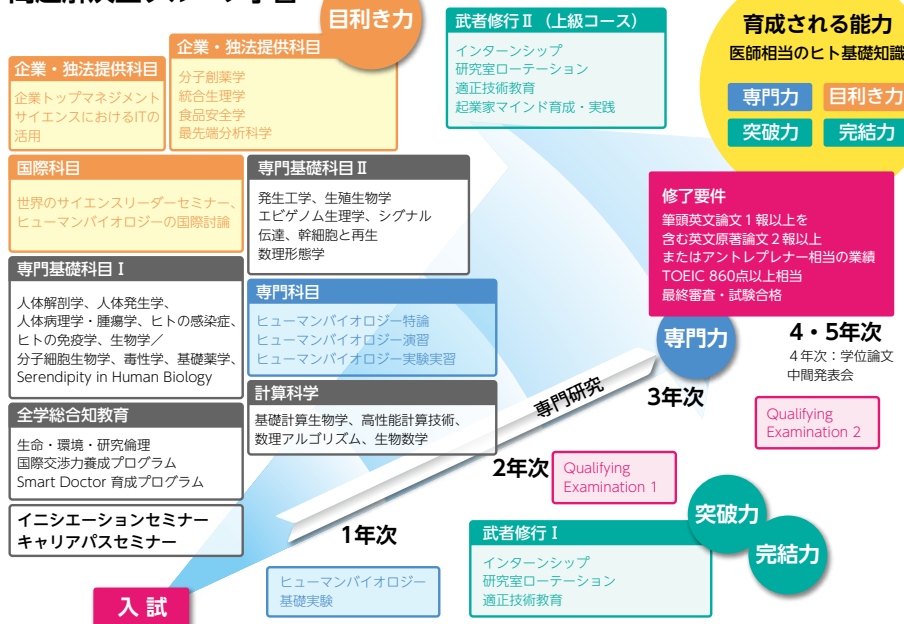 目利き力
企業・独法提供科目
企業トップマネジメント
サイエンスにおけるITの
活用
企業・独法提供科目
分子創薬学
統合生理学
食品安全学
最先端分析科学
武者修行Ⅱ（上級コース）
インターンシップ
研究室ローテーション
適正技術教育
起業家マインド育成・実践
育成される能力
医師相当のヒト基礎知識
専門力
目利き力
突破力
完結力
国際科目
世界のサイエンスリーダーセミナー、
ヒューマンバイオロジーの国際討論
専門基礎科目Ⅱ
発生工学、生殖生物学
エピゲノム生理学、シグナル
伝達、幹細胞と再生
数理形態学
修了要件
筆頭英文論文１報以上を
含む英文原著論文２報以上
またはアントレプレナー相当の業績
TOEIC 860点以上相当
最終審査・試験合格
専門基礎科目Ⅰ
人体解剖学、人体発生学、
人体病理学・腫瘍学、ヒトの感染症、
ヒトの免疫学、生物学／
分子細胞生物学、毒性学、基礎薬学、
Serendipity in Human Biology
専門科目
ヒューマンバイオロジー特論
ヒューマンバイオロジー演習
ヒューマンバイオロジー実験実習
専門力
4・5年次
４年次：学位論文
中間発表会
計算科学
基礎計算生物学、高性能計算技術、
数理アルゴリズム、生物数学
専門研究
3年次
Qualifying
Examination 2
全学総合知教育
生命・環境・研究倫理
国際交渉力養成プログラム
Smart Doctor 育成プログラム
2年次
Qualifying
Examination 1
イニシエーションセミナー
キャリアパスセミナー
1年次
武者修行Ⅰ
インターンシップ
研究室ローテーション
適正技術教育
突破力
完結力
ヒューマンバイオロジー
基礎実験
入 試